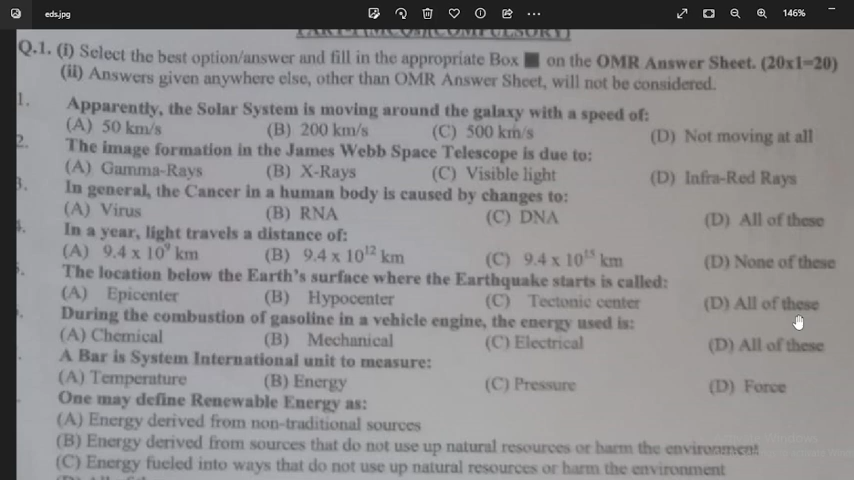 eds.jpg
146%
PART-I (MCQs)(COMPULSORY)
Q.1. (i) Select the best option/answer and fill in the appropriate Box ■ on the OMR Answer Sheet. (20x1=20)
(ii) Answers given anywhere else, other than OMR Answer Sheet, will not be considered.
1. Apparently, the Solar System is moving around the galaxy with a speed of:
(A) 50 km/s (B) 200 km/s (C) 500 km/s (D) Not moving at all
2. The image formation in the James Webb Space Telescope is due to:
(A) Gamma-Rays (B) X-Rays (C) Visible light (D) Infra-Red Rays
3. In general, the Cancer in a human body is caused by changes to:
(A) Virus (B) RNA (C) DNA (D) All of these
4. In a year, light travels a distance of:
(A) 9.4 x 10⁹ km (B) 9.4 x 10¹² km (C) 9.4 x 10¹⁵ km (D) None of these
5. The location below the Earth's surface where the Earthquake starts is called:
(A) Epicenter (B) Hypocenter (C) Tectonic center (D) All of these
During the combustion of gasoline in a vehicle engine, the energy used is:
(A) Chemical (B) Mechanical (C) Electrical (D) All of these
A Bar is System International unit to measure:
(A) Temperature (B) Energy (C) Pressure (D) Force
One may define Renewable Energy as:
(A) Energy derived from non-traditional sources
(B) Energy derived from sources that do not use up natural resources or harm the environment
(C) Energy fueled into ways that do not use up natural resources or harm the environment